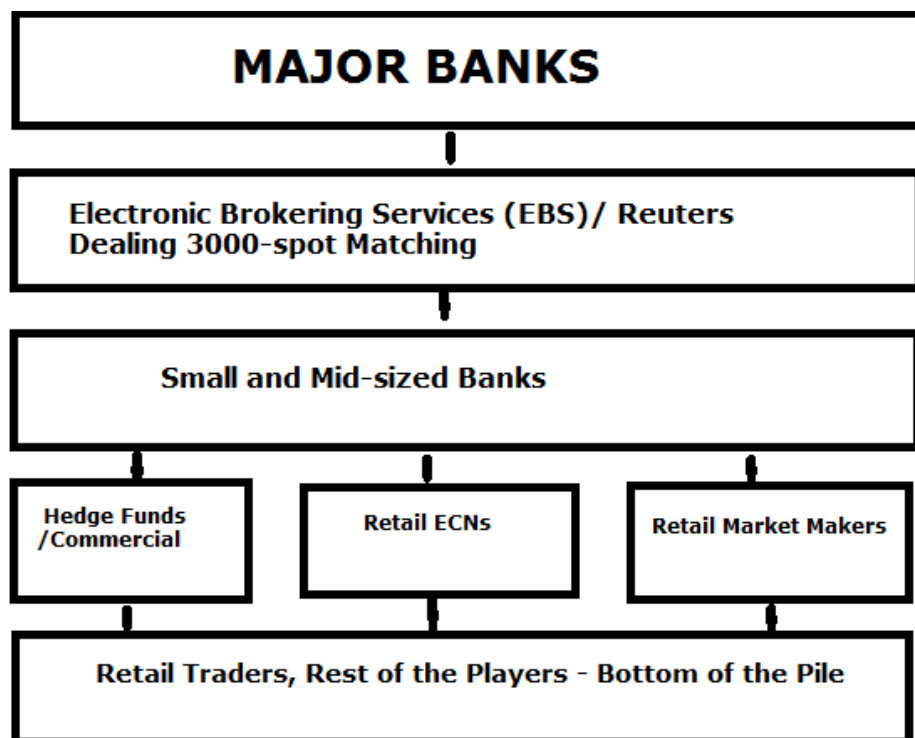 MAJOR BANKS
Electronic Brokering Services (EBS)/ Reuters
Dealing 3000-spot Matching
Small and Mid-sized Banks
Hedge Funds
/Commercial
Retail ECNs
Retail Market Makers
Retail Traders, Rest of the Players - Bottom of the Pile